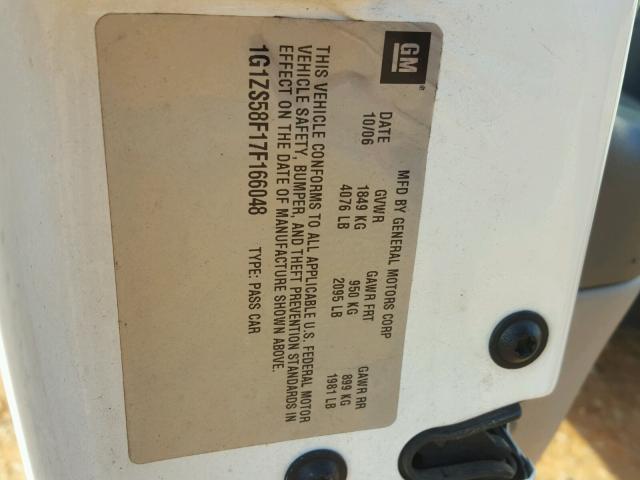 GM
MFD BY GENERAL MOTORS CORP
DATE GVWR GAWR FRT GAWR RR
10/06 1849 KG 950 KG 899 KG
4076 LB 2095 LB 1981 LB
THIS VEHICLE CONFORMS TO ALL APPLICABLE U.S. FEDERAL MOTOR
VEHICLE SAFETY, BUMPER, AND THEFT PREVENTION STANDARDS IN
EFFECT ON THE DATE OF MANUFACTURE SHOWN ABOVE.
1G1ZS58F17F166048 TYPE: PASS CAR